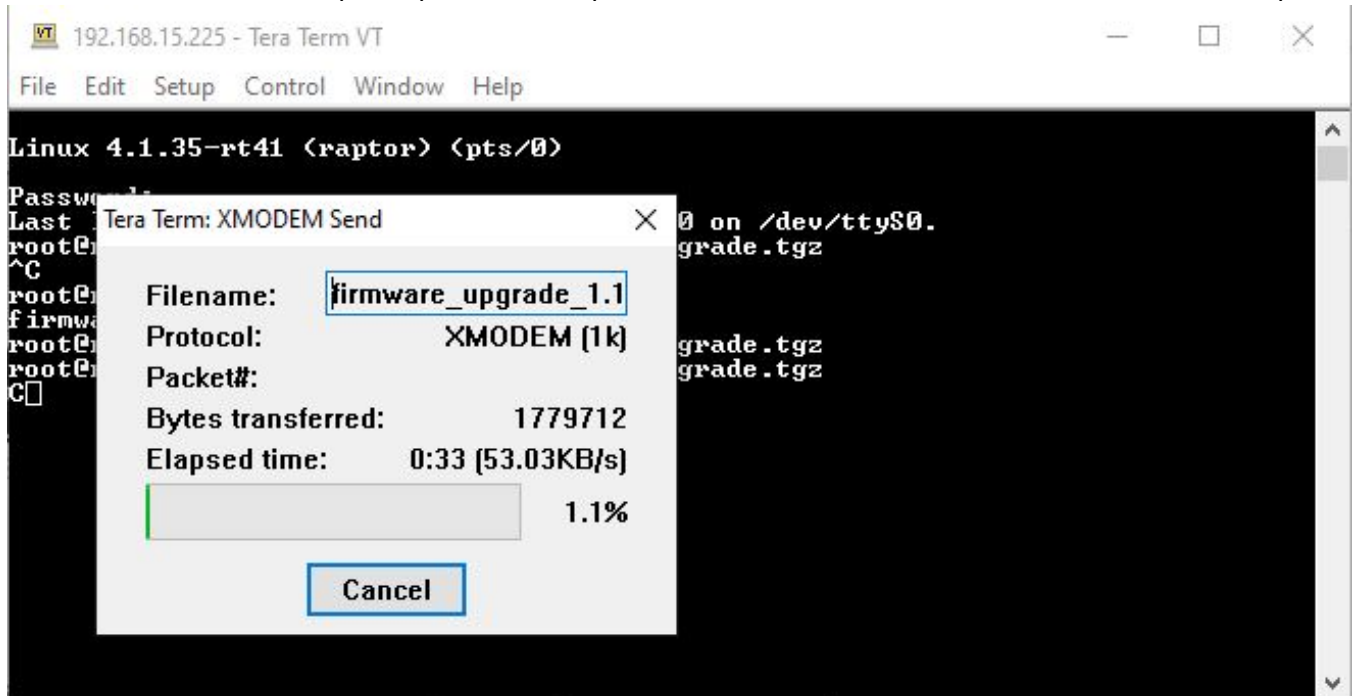 VT 192.168.15.225 - Tera Term VT
File Edit Setup Control Window Help
Linux 4.1.35-rt41 (raptor) (pts/0)
Last
0 on /dev/ttyS0.
grade.tgz
^C
grade.tgz
grade.tgz
C
Tera Term: XMODEM Send
Filename: firmware_upgrade_1.1
Protocol: XMODEM (1k)
Packet#:
Bytes transferred: 1779712
Elapsed time: 0:33 (53.03KB/s)
1.1%
Cancel